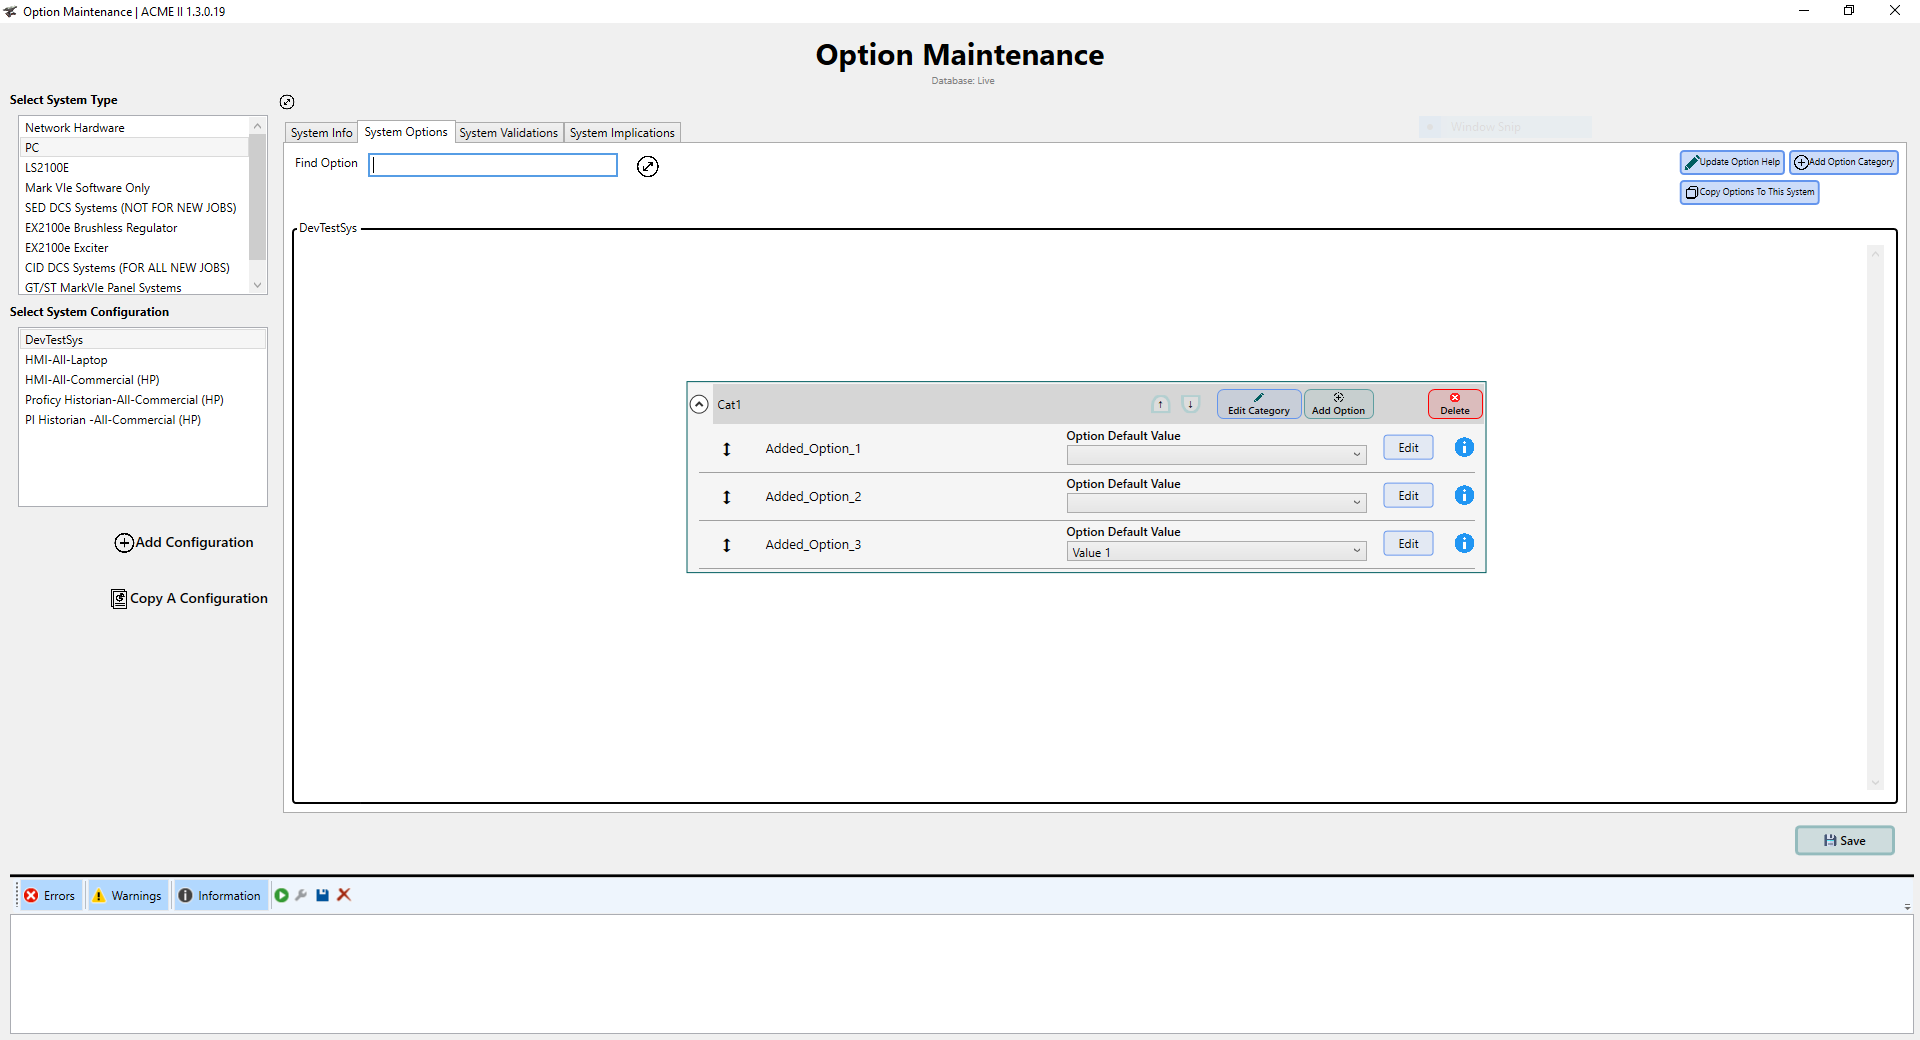 Option Maintenance | ACME II 1.3.0.19
Option Maintenance
Database: Live
Select System Type
Network Hardware
PC
LS2100E
Mark VIe Software Only
SED DCS Systems (NOT FOR NEW JOBS)
EX2100e Brushless Regulator
EX2100e Exciter
CID DCS Systems (FOR ALL NEW JOBS)
GT/ST MarkVIe Panel Systems
Select System Configuration
DevTestSys
HMI-All-Laptop
HMI-All-Commercial (HP)
Proficy Historian-All-Commercial (HP)
PI Historian -All-Commercial (HP)
Add Configuration
Copy A Configuration
System Info
System Options
System Validations
System Implications
Window Snip
Find Option
Update Option Help
Add Option Category
Copy Options To This System
DevTestSys
Cat1
Edit Category
Add Option
Delete
Added_Option_1
Option Default Value
Edit
Added_Option_2
Option Default Value
Edit
Added_Option_3
Option Default Value
Value 1
Edit
Save
Errors
Warnings
Information